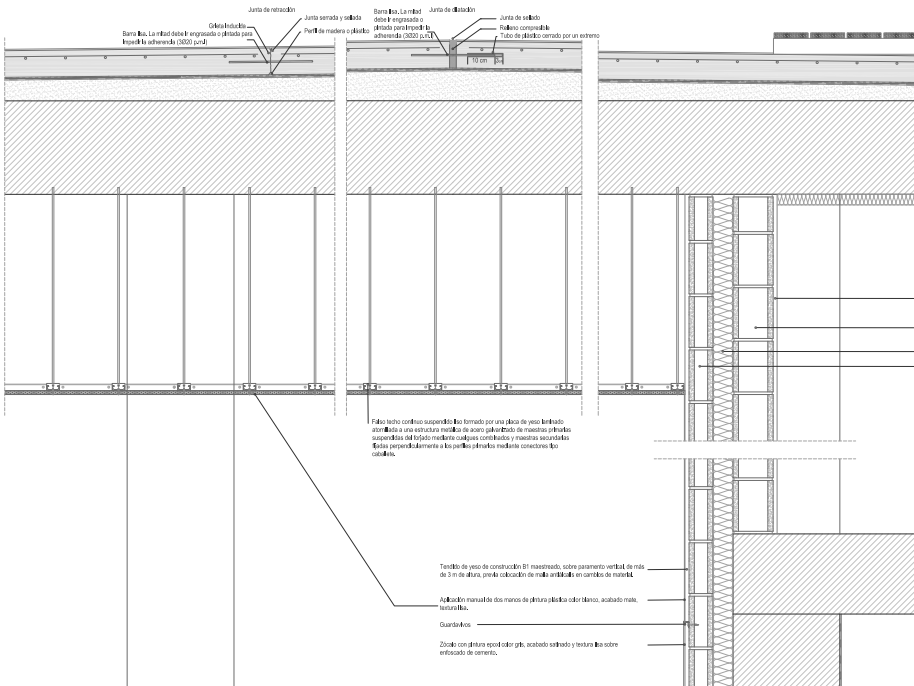 Junta de retracción
Grieta inducida
Junta serrada y sellada
Barra lisa. La mitad debe ir engrasada o pintada para
impedir la adherencia (3Ø20 p.m.l)
Perfil de madera o plástico
Barra lisa. La mitad
debe ir engrasada o
pintada para impedir la
adherencia (3Ø20 p.m.l)
Junta de dilatación
Junta de sellado
Relleno compresible
Tubo de plástico cerrado por un extremo
10 cm
Falso techo continuo suspendido liso formado por una placa de yeso laminado
atornillada a una estructura metálica de acero galvanizado de maestras primarias
suspendidas del forjado mediante cuelgues combinados y maestras secundarias
fijadas perpendicularmente a los perfiles primarios mediante conectores tipo
caballete.
Tendido de yeso de construcción B1 maestreado, sobre paramento vertical, de más
de 3 m de altura, previa colocación de malla antiálcalis en cambios de material.
Aplicación manual de dos manos de pintura plástica color blanco, acabado mate,
textura lisa.
Guardavivos
Zócalo con pintura epoxi color gris, acabado satinado y textura lisa sobre
enfoscado de cemento.